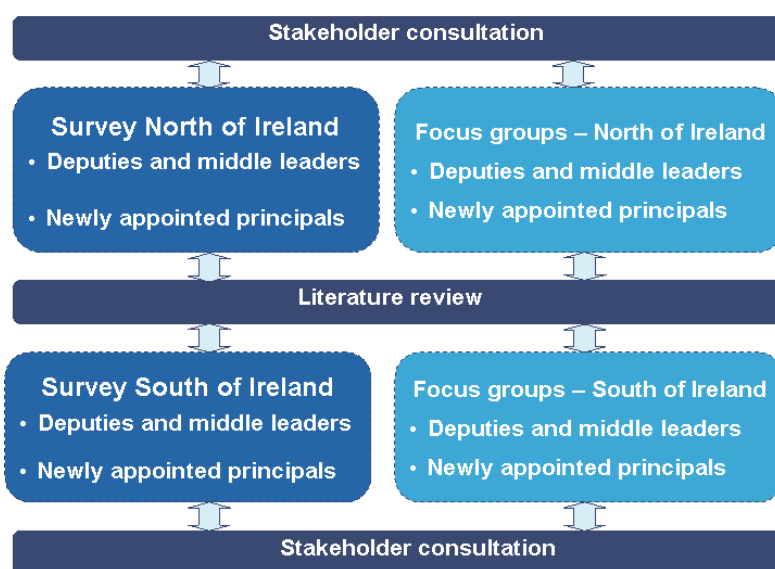 Stakeholder consultation
Survey North of Ireland
• Deputies and middle leaders
• Newly appointed principals
Focus groups – North of Ireland
• Deputies and middle leaders
• Newly appointed principals
Literature review
Survey South of Ireland
• Deputies and middle leaders
• Newly appointed principals
Focus groups – South of Ireland
• Deputies and middle leaders
• Newly appointed principals
Stakeholder consultation